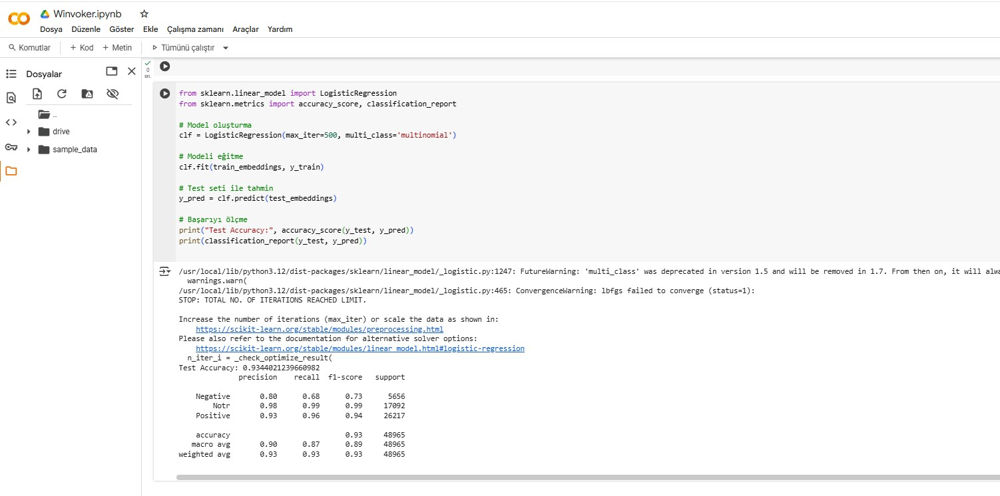 Winvoker.ipynb
Dosya Düzenle Göster Ekle Çalışma zamanı Araçlar Yardım
Komutlar + Kod + Metin Tümünü çalıştır
Dosyalar
..
drive
sample_data
0
sn.
from sklearn.linear_model import LogisticRegression
from sklearn.metrics import accuracy_score, classification_report
# Model oluşturma
clf = LogisticRegression(max_iter=500, multi_class='multinomial')
# Modeli eğitme
clf.fit(train_embeddings, y_train)
# Test seti ile tahmin
y_pred = clf.predict(test_embeddings)
# Başarıyı ölçme
print("Test Accuracy:", accuracy_score(y_test, y_pred))
print(classification_report(y_test, y_pred))
/usr/local/lib/python3.12/dist-packages/sklearn/linear_model/_logistic.py:1247: FutureWarning: 'multi_class' was deprecated in version 1.5 and will be removed in 1.7. From then on, it will alwa
warnings.warn(
/usr/local/lib/python3.12/dist-packages/sklearn/linear_model/_logistic.py:465: ConvergenceWarning: lbfgs failed to converge (status=1):
STOP: TOTAL NO. OF ITERATIONS REACHED LIMIT.
Increase the number of iterations (max_iter) or scale the data as shown in:
https://scikit-learn.org/stable/modules/preprocessing.html
Please also refer to the documentation for alternative solver options:
https://scikit-learn.org/stable/modules/linear_model.html#logistic-regression
n_iter_i = _check_optimize_result(
Test Accuracy: 0.9344021239660982
precision recall f1-score support
Negative 0.80 0.68 0.73 5656
Notr 0.98 0.99 0.99 17092
Positive 0.93 0.96 0.94 26217
accuracy 0.93 48965
macro avg 0.90 0.87 0.89 48965
weighted avg 0.93 0.93 0.93 48965